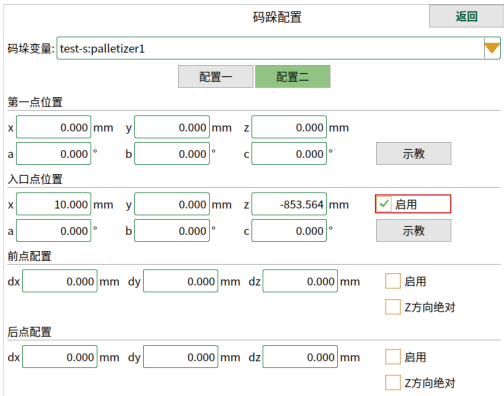 码跺配置 返回
码垛变量: test-s:palletizer1
配置一 配置二
第一点位置
x 0.000 mm y 0.000 mm z 0.000 mm
a 0.000 ° b 0.000 ° c 0.000 ° 示教
入口点位置
x 10.000 mm y 0.000 mm z -853.564 mm 启用
a 0.000 ° b 0.000 ° c 0.000 ° 示教
前点配置
dx 0.000 mm dy 0.000 mm dz 0.000 mm 启用
Z方向绝对
后点配置
dx 0.000 mm dy 0.000 mm dz 0.000 mm 启用
Z方向绝对